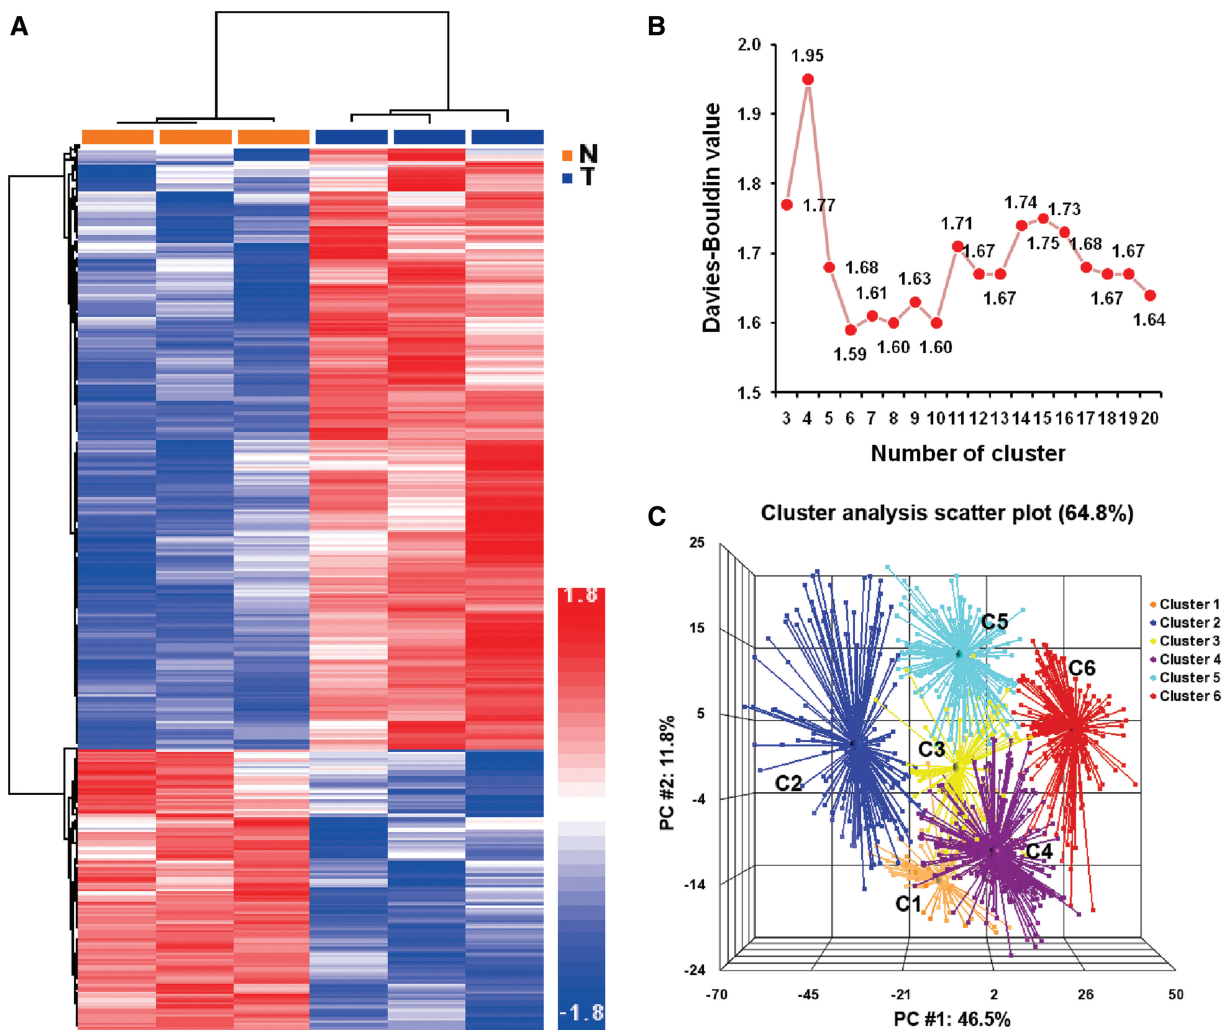 A
N
T
1.8
-1.8
B
2.0
1.9
1.8
1.7
1.6
1.5
Davies-Bouldin value
1.95
1.77
1.68
1.59
1.61
1.60
1.63
1.60
1.71
1.67
1.67
1.74
1.75
1.73
1.68
1.67
1.67
1.64
3 4 5 6 7 8 9 10 11 12 13 14 15 16 17 18 19 20
Number of cluster
C
Cluster analysis scatter plot (64.8%)
25
15
5
-4
-14
-24
PC #2: 11.8%
C5
C6
C3
C2
C4
C1
Cluster 1
Cluster 2
Cluster 3
Cluster 4
Cluster 5
Cluster 6
-70 -45 -21 2 26 50
PC #1: 46.5%